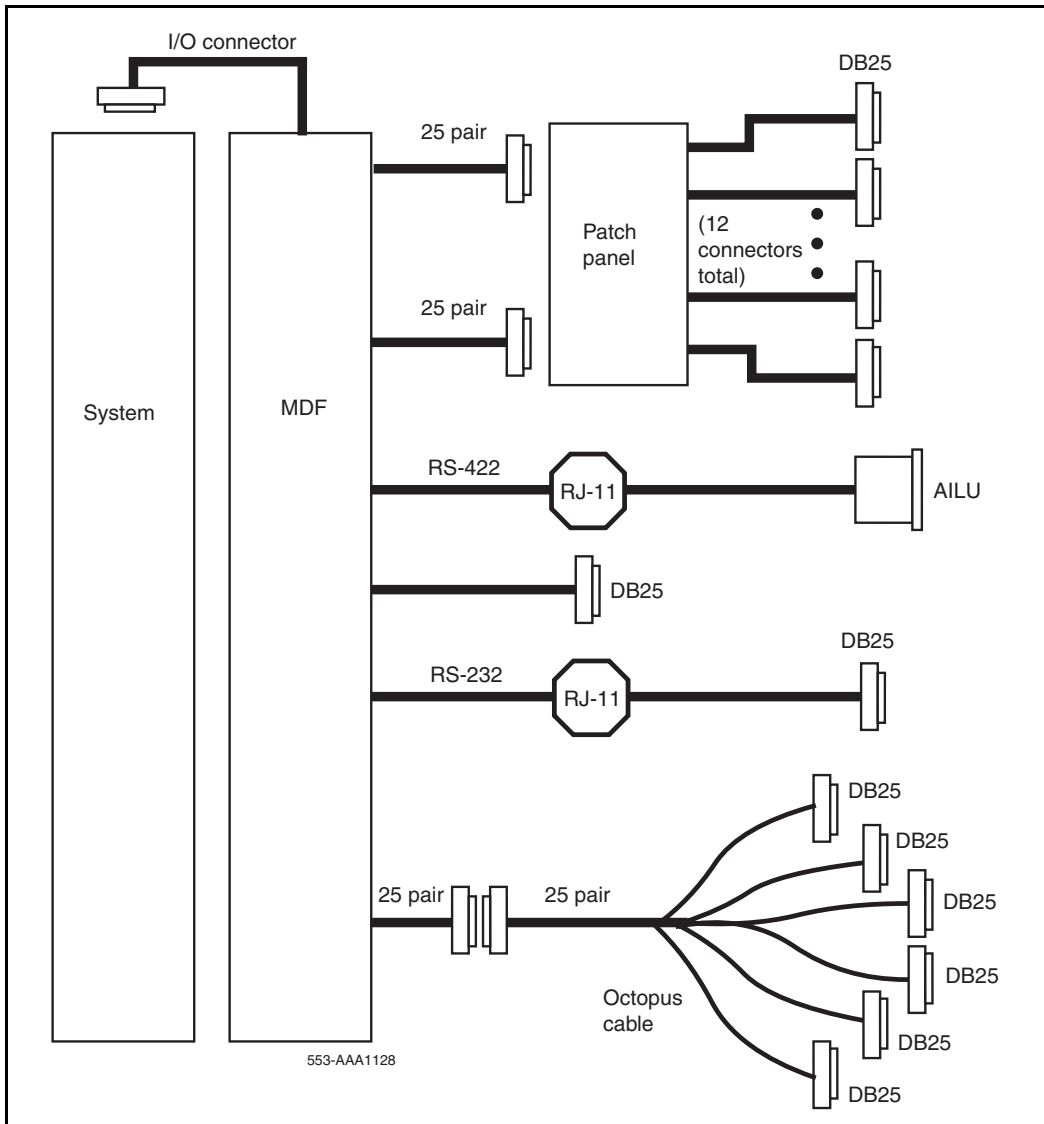 I/O connector
DB25
25 pair
Patch
panel
(12
connectors
total)
25 pair
System
MDF
RS-422
RJ-11
AILU
DB25
DB25
RS-232
RJ-11
DB25
DB25
25 pair
25 pair
DB25
DB25
Octopus
cable
DB25
DB25
553-AAA1128